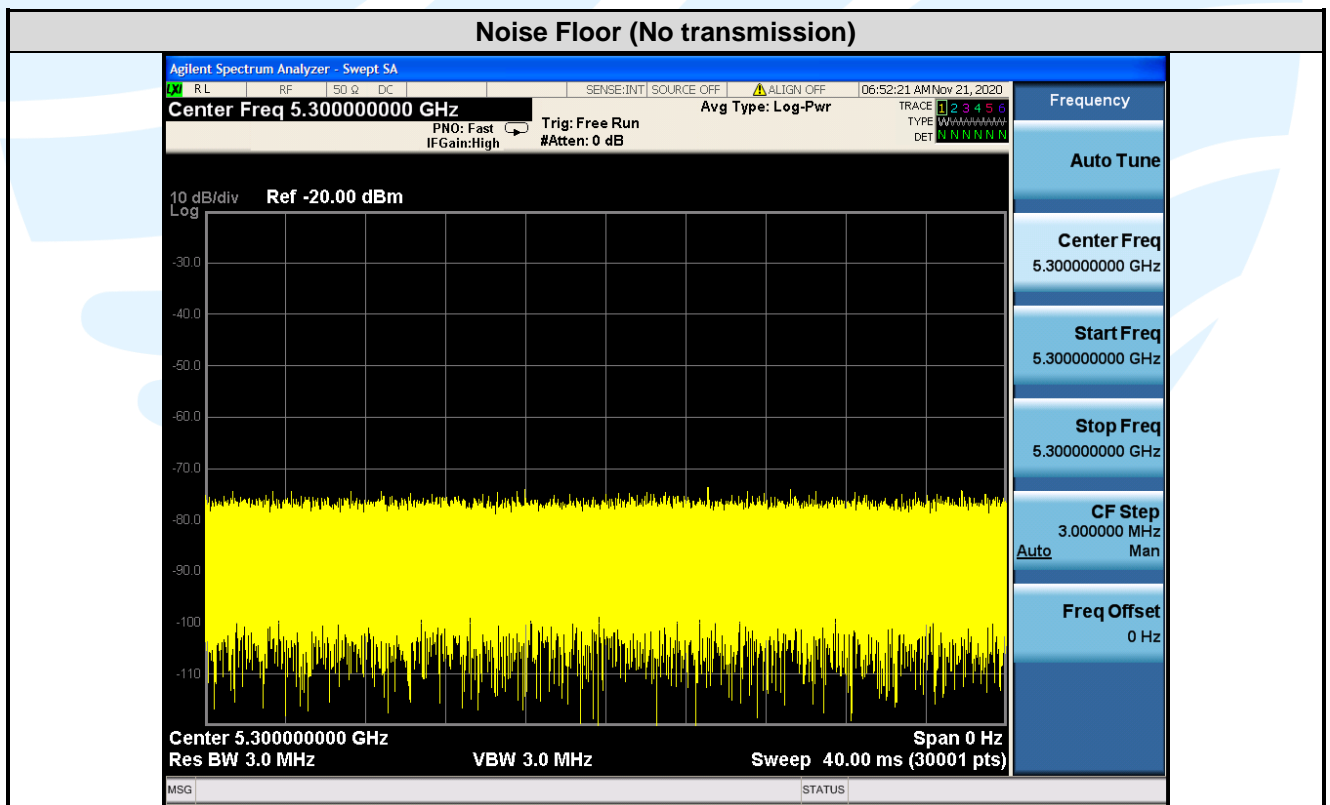 Noise Floor (No transmission)
Agilent Spectrum Analyzer - Swept SA
LXI RL RF 50 Ω DC SENSE:INT SOURCE OFF ALIGN OFF 06:52:21 AM Nov 21, 2020
Center Freq 5.300000000 GHz
Avg Type: Log-Pwr
TRACE 1 2 3 4 5 6
PNO: Fast
Trig: Free Run
TYPE
IFGain:High
#Atten: 0 dB
DET N N N N N N
10 dB/div Ref -20.00 dBm
Log
-30.0
-40.0
-50.0
-60.0
-70.0
-80.0
-90.0
-100
-110
Center 5.300000000 GHz
Span 0 Hz
Res BW 3.0 MHz
VBW 3.0 MHz
Sweep 40.00 ms (30001 pts)
MSG
STATUS
Frequency
Auto Tune
Center Freq
5.300000000 GHz
Start Freq
5.300000000 GHz
Stop Freq
5.300000000 GHz
CF Step
3.000000 MHz
Auto Man
Freq Offset
0 Hz